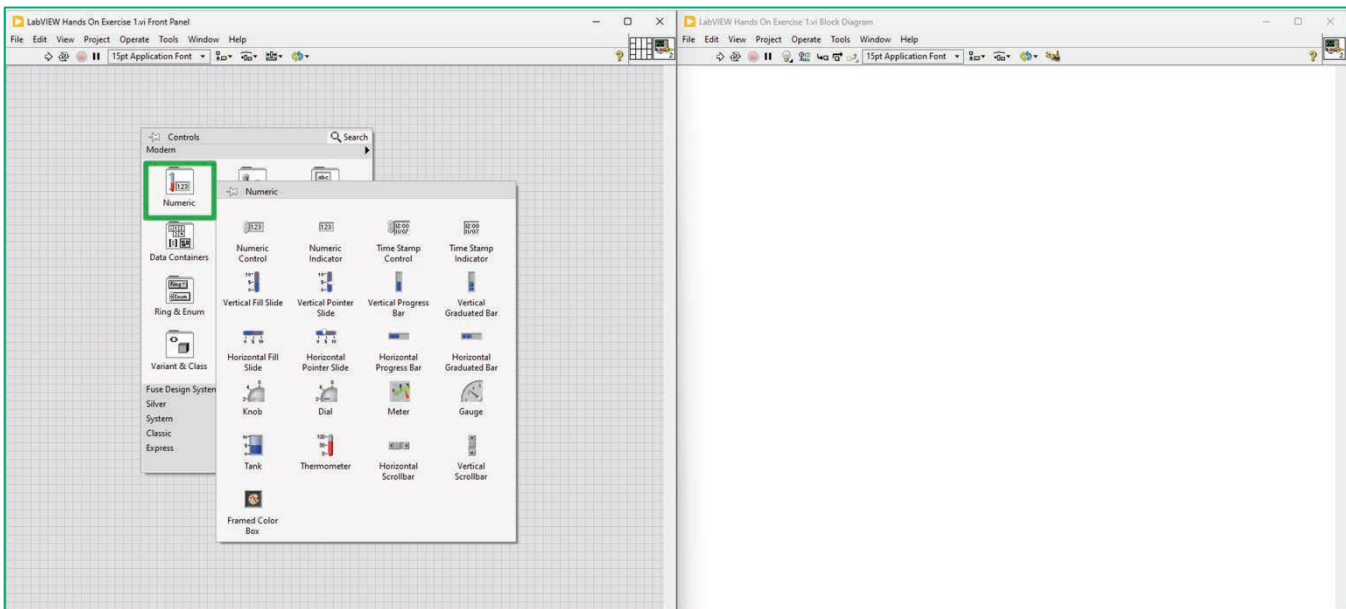 LabVIEW Hands On Exercise 1.vi Front Panel
File Edit View Project Operate Tools Window Help
15pt Application Font
Controls
Search
Modern
Numeric
Data Containers
Ring & Enum
Variant & Class
Fuse Design System
Silver
System
Classic
Express
Numeric
Numeric Control
Numeric Indicator
Time Stamp Control
Time Stamp Indicator
Vertical Fill Slide
Vertical Pointer Slide
Vertical Progress Bar
Vertical Graduated Bar
Horizontal Fill Slide
Horizontal Pointer Slide
Horizontal Progress Bar
Horizontal Graduated Bar
Knob
Dial
Meter
Gauge
Tank
Thermometer
Horizontal Scrollbar
Vertical Scrollbar
Framed Color Box
LabVIEW Hands On Exercise 1.vi Block Diagram
File Edit View Project Operate Tools Window Help
15pt Application Font